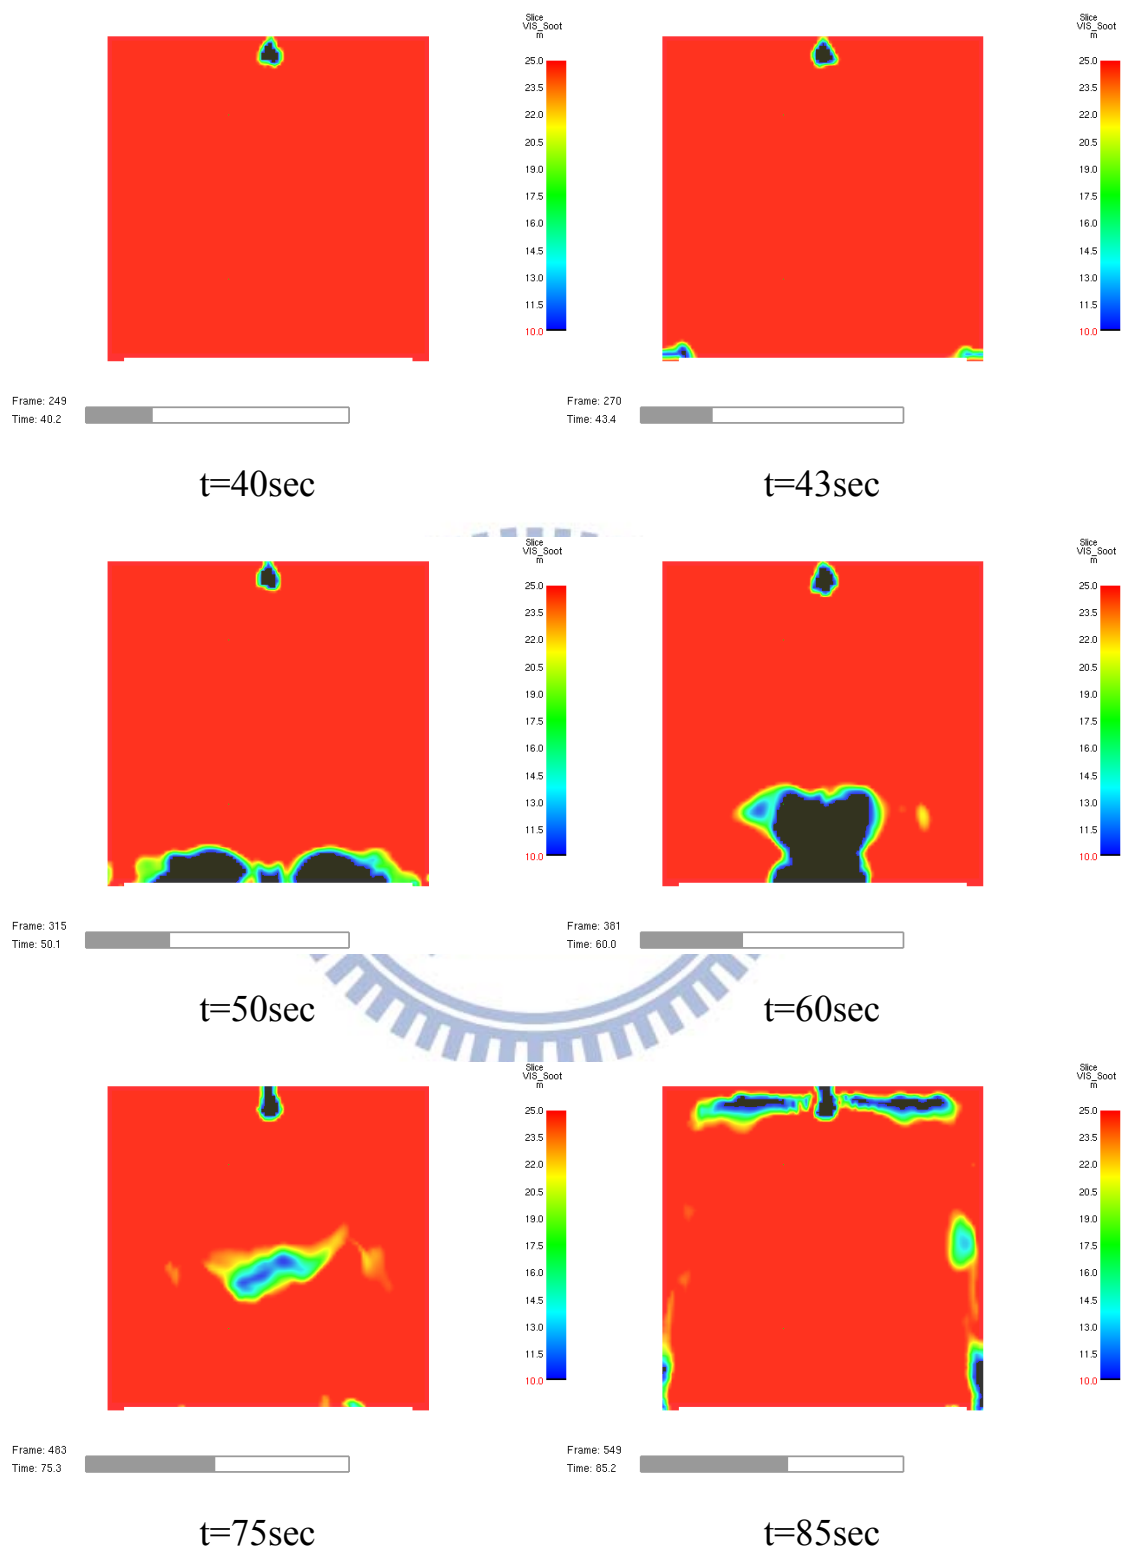 Slice
VIS_Soot
m
25.0
23.5
22.0
20.5
19.0
17.5
16.0
14.5
13.0
11.5
10.0
Frame: 249
Time: 40.2
t=40sec
Slice
VIS_Soot
m
25.0
23.5
22.0
20.5
19.0
17.5
16.0
14.5
13.0
11.5
10.0
Frame: 270
Time: 43.4
t=43sec
Slice
VIS_Soot
m
25.0
23.5
22.0
20.5
19.0
17.5
16.0
14.5
13.0
11.5
10.0
Frame: 315
Time: 50.1
t=50sec
Slice
VIS_Soot
m
25.0
23.5
22.0
20.5
19.0
17.5
16.0
14.5
13.0
11.5
10.0
Frame: 381
Time: 60.0
t=60sec
Slice
VIS_Soot
m
25.0
23.5
22.0
20.5
19.0
17.5
16.0
14.5
13.0
11.5
10.0
Frame: 483
Time: 75.3
t=75sec
Slice
VIS_Soot
m
25.0
23.5
22.0
20.5
19.0
17.5
16.0
14.5
13.0
11.5
10.0
Frame: 549
Time: 85.2
t=85sec